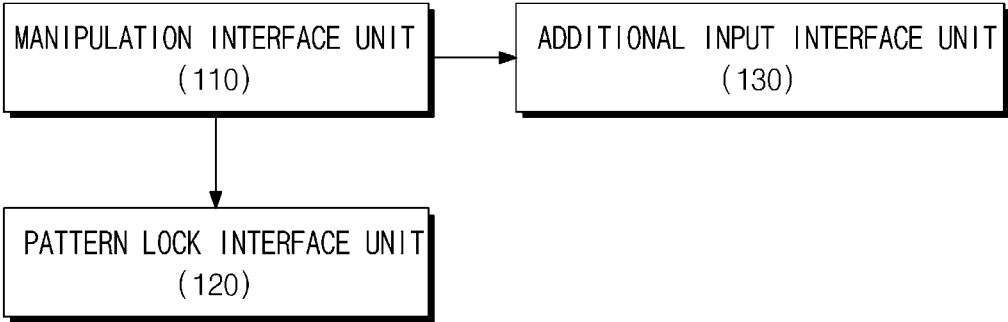 MANIPULATION INTERFACE UNIT
(110)
ADDITIONAL INPUT INTERFACE UNIT
(130)
PATTERN LOCK INTERFACE UNIT
(120)